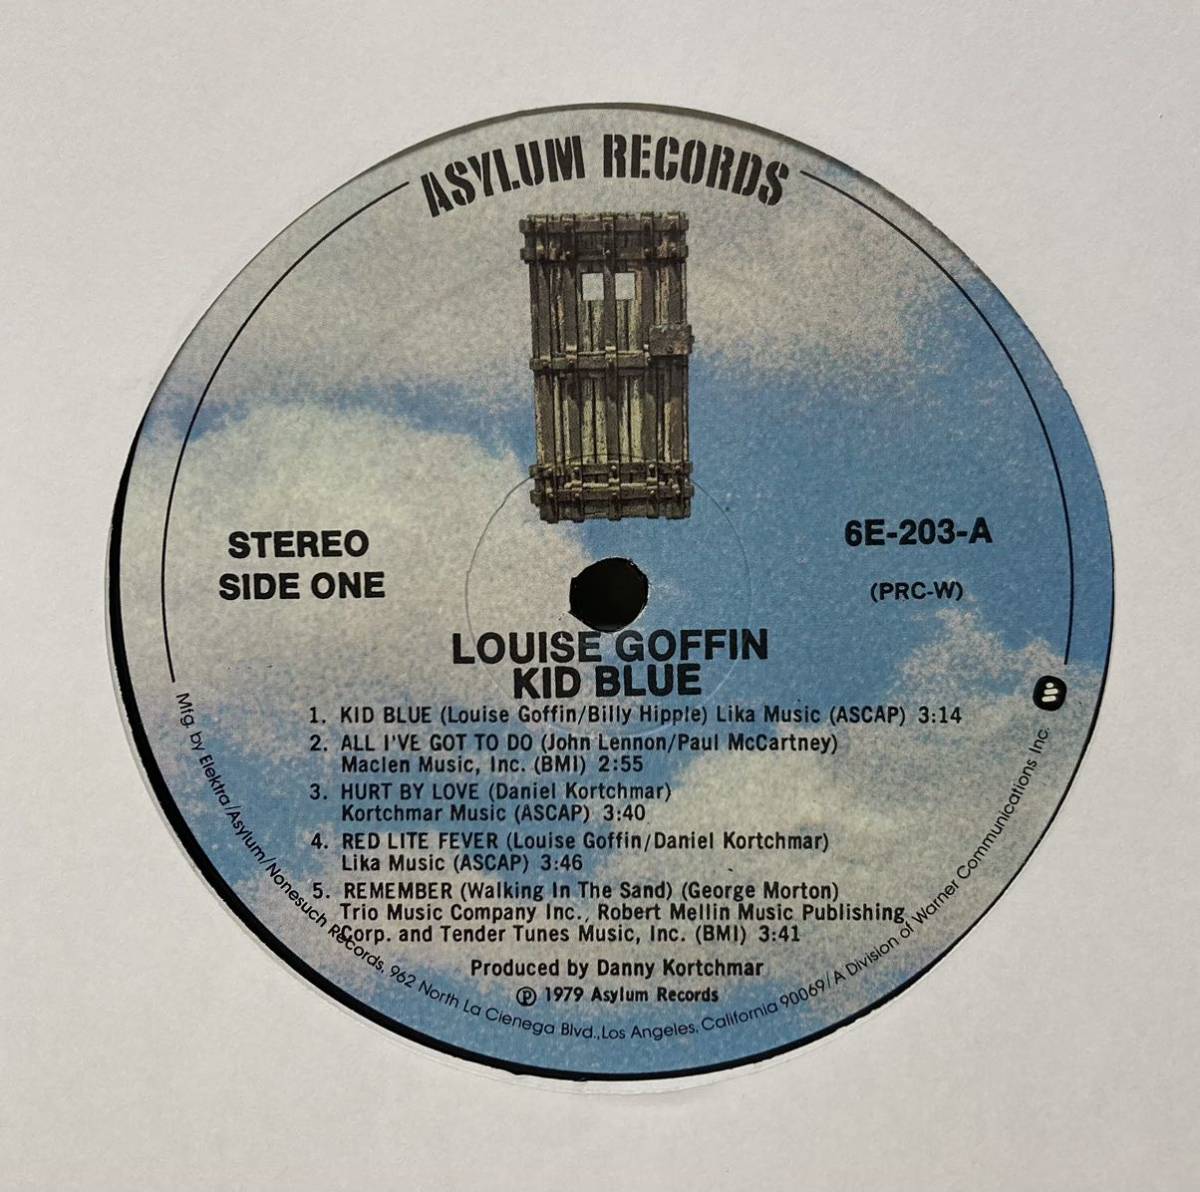 ASYLUM RECORDS
STEREO
SIDE ONE
6E-203-A
(PRC-W)
LOUISE GOFFIN
KID BLUE
1. KID BLUE (Louise Goffin/Billy Hipple) Lika Music (ASCAP) 3:14
2. ALL I'VE GOT TO DO (John Lennon/Paul McCartney)
Maclen Music, Inc. (BMI) 2:55
3. HURT BY LOVE (Daniel Kortchmar)
Kortchmar Music (ASCAP) 3:40
4. RED LITE FEVER (Louise Goffin/Daniel Kortchmar)
Lika Music (ASCAP) 3:46
5. REMEMBER (Walking In The Sand) (George Morton)
Trio Music Company Inc., Robert Mellin Music Publishing
Corp. and Tender Tunes Music, Inc. (BMI) 3:41
Produced by Danny Kortchmar
℗ 1979 Asylum Records
Mfg. by Elektra/Asylum/Nonesuch Records, 962 North La Cienega Blvd., Los Angeles, California 90069/A Division of Warner Communications Inc.